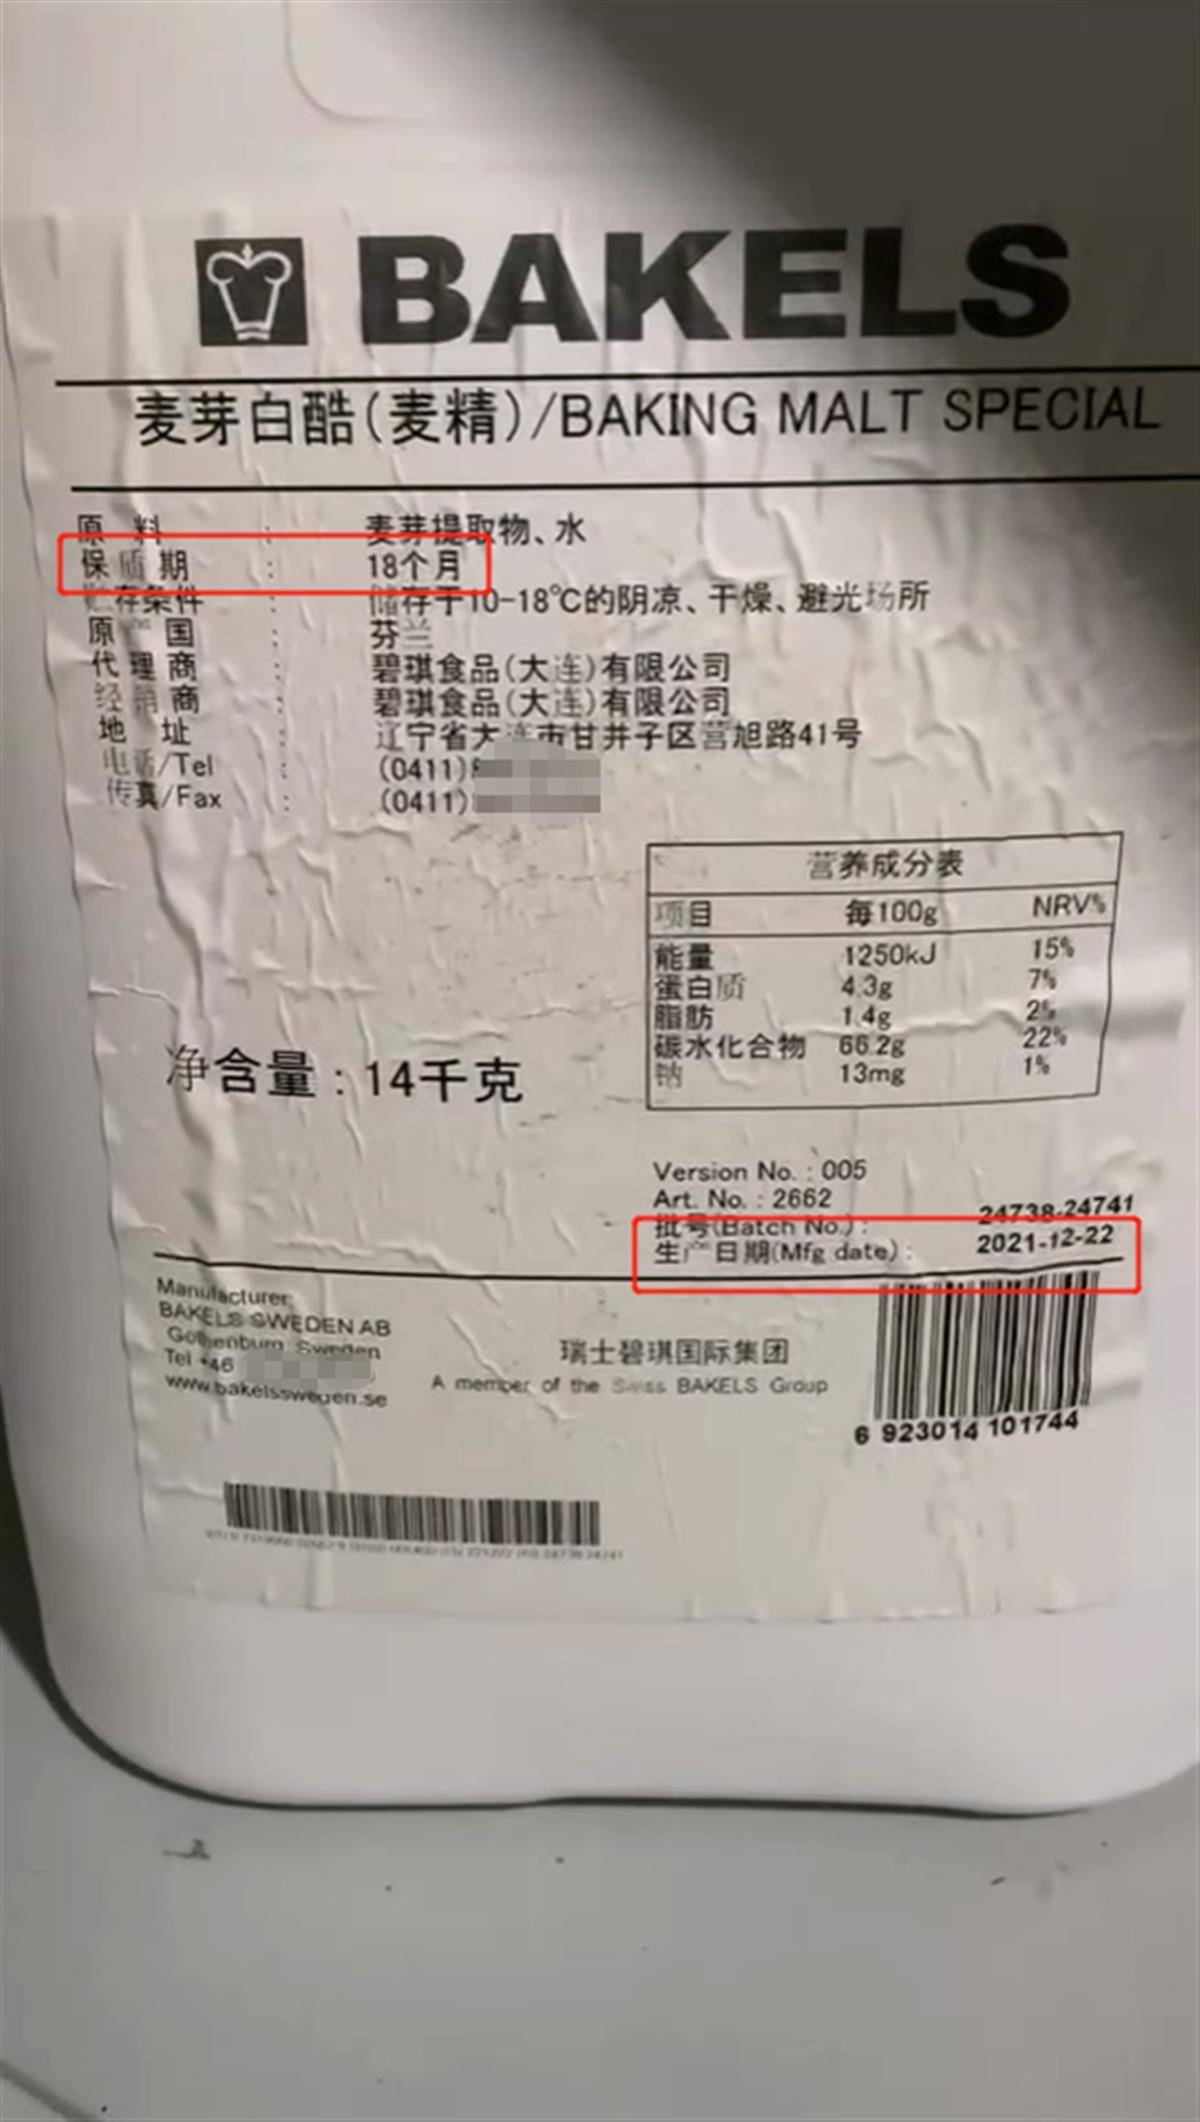 BAKELS
麦芽白酷(麦精)/BAKING MALT SPECIAL
原 料 : 麦芽提取物、水
保质期 : 18个月
贮存条件 : 储存于10-18℃的阴凉、干燥、避光场所
原产国 : 芬兰
代理商 : 碧琪食品(大连)有限公司
经销商 : 碧琪食品(大连)有限公司
地 址 : 辽宁省大连市甘井子区营旭路41号
电话/Tel : (0411)
传真/Fax : (0411)
营养成分表
项目 每100g NRV%
能量 1250kJ 15%
蛋白质 4.3g 7%
脂肪 1.4g 2%
碳水化合物 66.2g 22%
钠 13mg 1%
净含量:14千克
Version No. : 005
Art. No. : 2662
批号(Batch No.) : 24738-24741
生产日期(Mfg date) : 2021-12-22
Manufacturer:
BAKELS SWEDEN AB
Gothenburg, Sweden
Tel +46
www.bakelssweden.se
瑞士碧琪国际集团
A member of the Swiss BAKELS Group
6 923014 101744